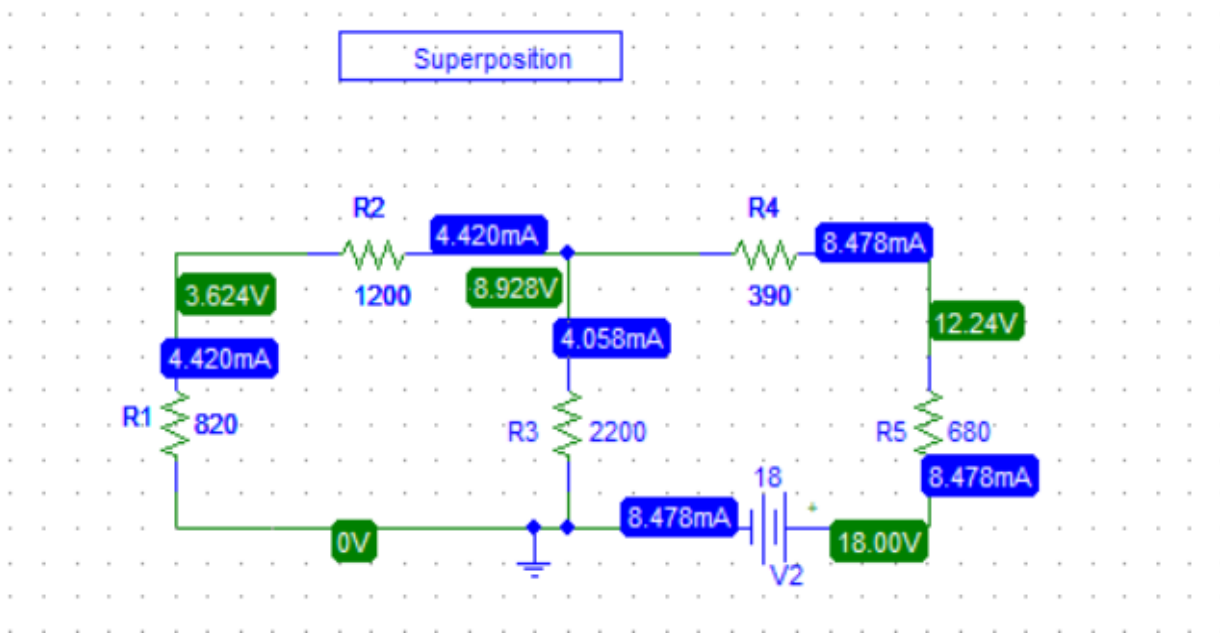 Superposition
R2
4.420mA
R4
8.478mA
3.624V
1200
8.928V
390
12.24V
4.420mA
4.058mA
R1
820
R3
2200
R5
680
18
8.478mA
8.478mA
+
0V
18.00V
V2